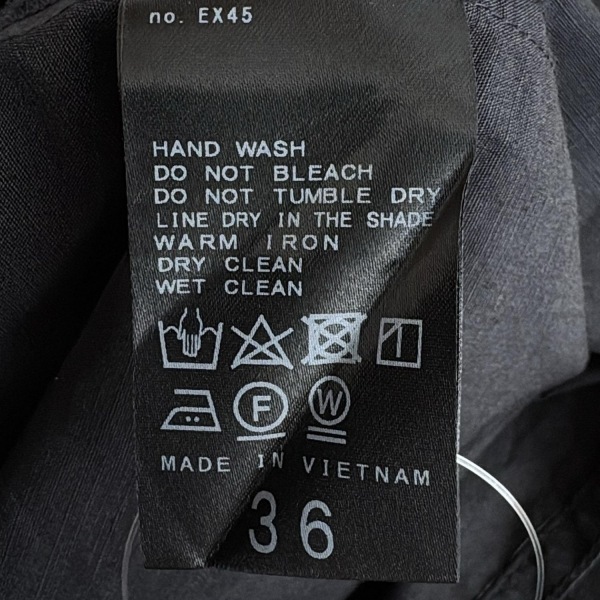 no. EX45
HAND WASH
DO NOT BLEACH
DO NOT TUMBLE DRY
LINE DRY IN THE SHADE
WARM IRON
DRY CLEAN
WET CLEAN
F W
MADE IN VIETNAM
36